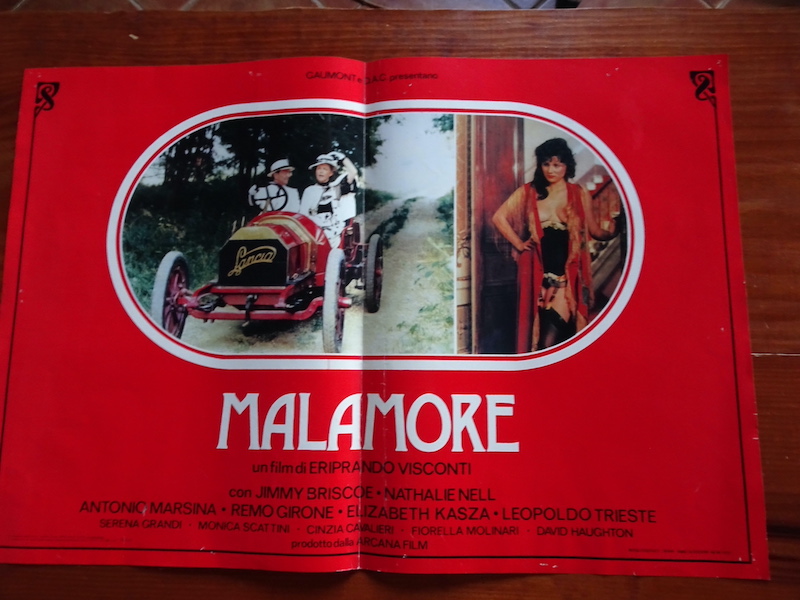 GAUMONT e D.A.C. presentano
Lancia
MALAMORE
un film di ERIPRANDO VISCONTI
con JIMMY BRISCOE • NATHALIE NELL
ANTONIO MARSINA • REMO GIRONE • ELIZABETH KASZA • LEOPOLDO TRIESTE
SERENA GRANDI · MONICA SCATTINI · CINZIA CAVALIERI · FIORELLA MOLINARI · DAVID HAUGHTON
prodotto dalla ARCANA FILM